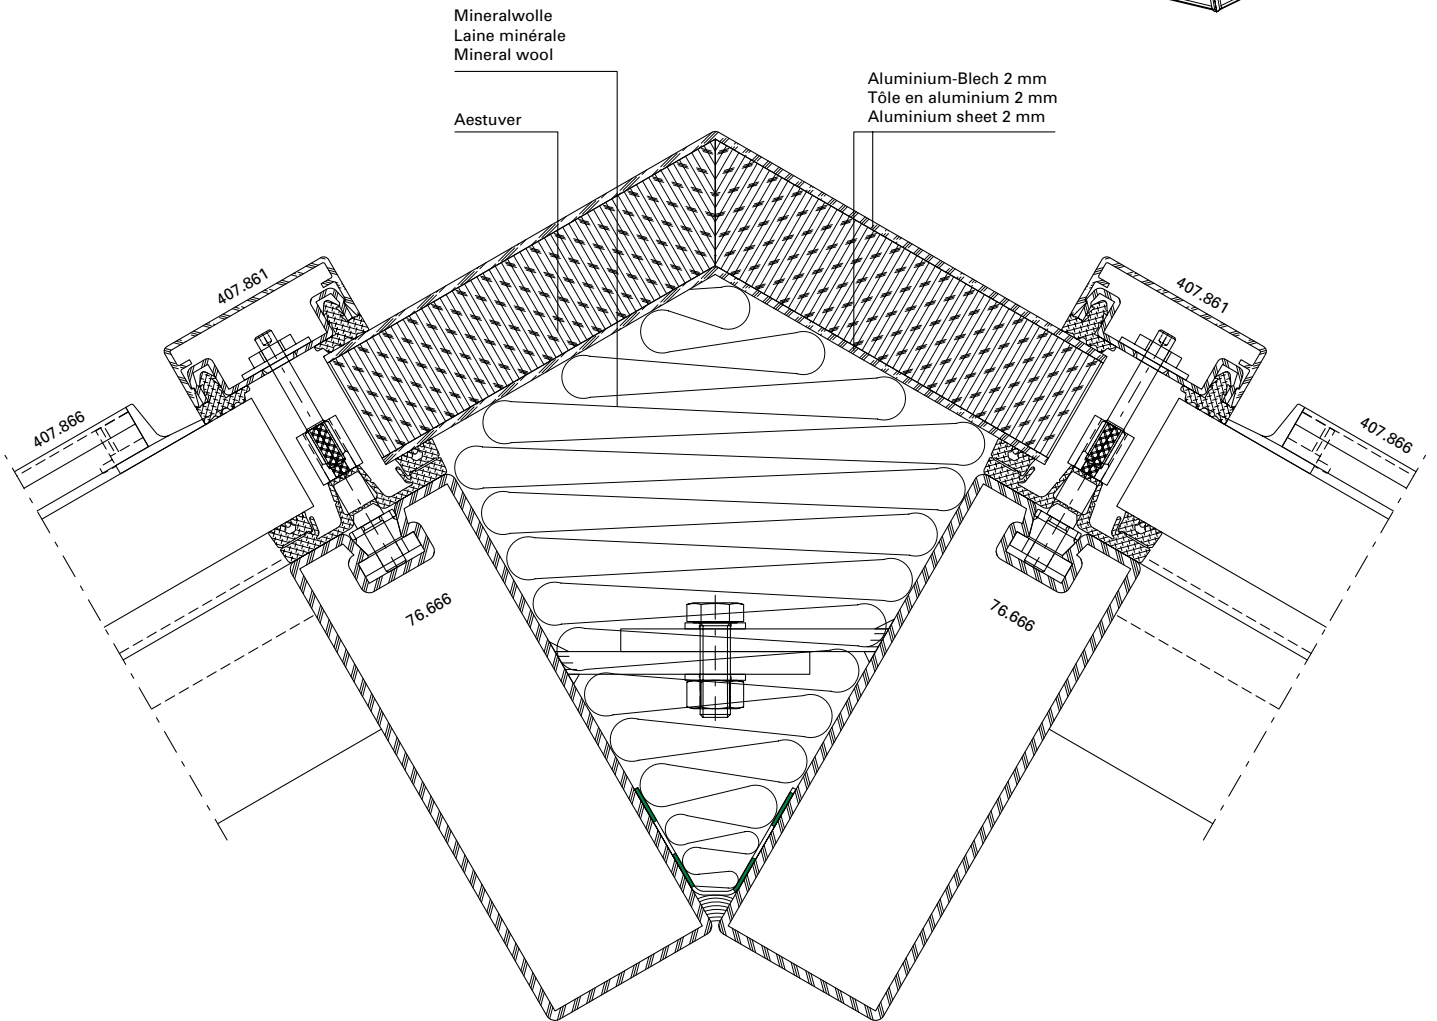 Mineralwolle
Laine minérale
Mineral wool
Aluminium-Blech 2 mm
Tôle en aluminium 2 mm
Aluminium sheet 2 mm
Aestuver
407.861
407.861
407.866
407.866
76.666
76.666